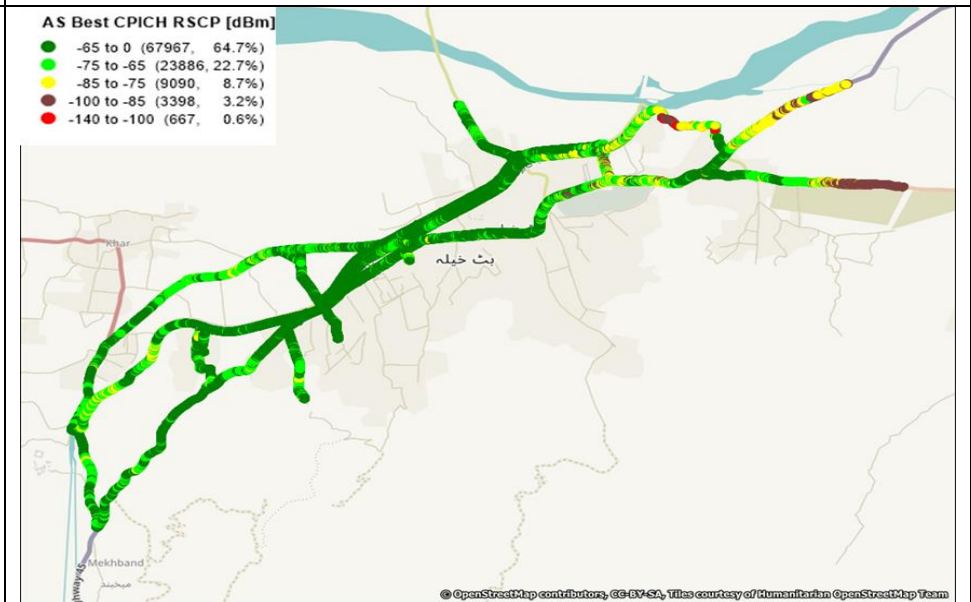 AS Best CPICH RSCP [dBm]
-65 to 0 (67967, 64.7%)
-75 to -65 (23886, 22.7%)
-85 to -75 (9090, 8.7%)
-100 to -85 (3398, 3.2%)
-140 to -100 (667, 0.6%)
Khar
بٹ خیلہ
Mekhband
میخبند
© OpenStreetMap contributors, CC-BY-SA, Tiles courtesy of Humanitarian OpenStreetMap Team